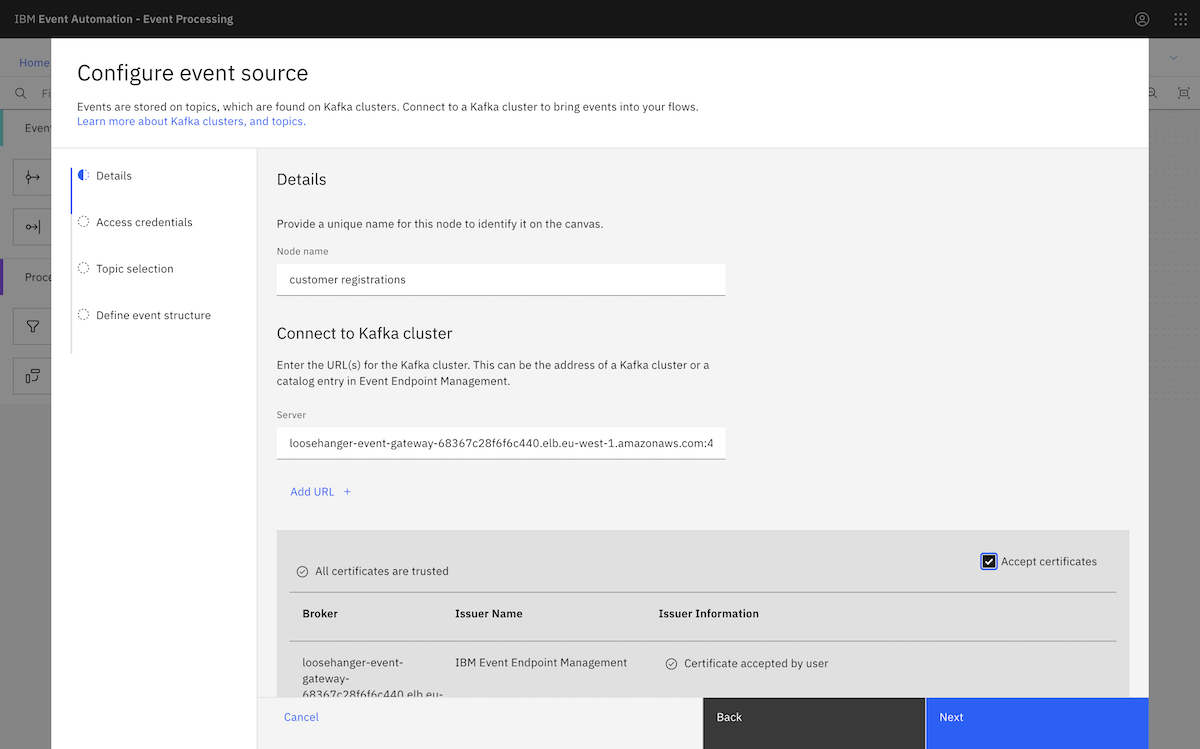 IBM Event Automation - Event Processing
Home
Configure event source
Events are stored on topics, which are found on Kafka clusters. Connect to a Kafka cluster to bring events into your flows.
Learn more about Kafka clusters, and topics.
Details
Access credentials
Topic selection
Define event structure
Details
Provide a unique name for this node to identify it on the canvas.
Node name
customer registrations
Connect to Kafka cluster
Enter the URL(s) for the Kafka cluster. This can be the address of a Kafka cluster or a
catalog entry in Event Endpoint Management.
Server
loosehanger-event-gateway-68367c28f6f6c440.elb.eu-west-1.amazonaws.com:4
Add URL +
All certificates are trusted
Accept certificates
Broker Issuer Name Issuer Information
loosehanger-event- IBM Event Endpoint Management Certificate accepted by user
gateway-
68367c28f6f6c440.elb.eu-
Cancel
Back
Next